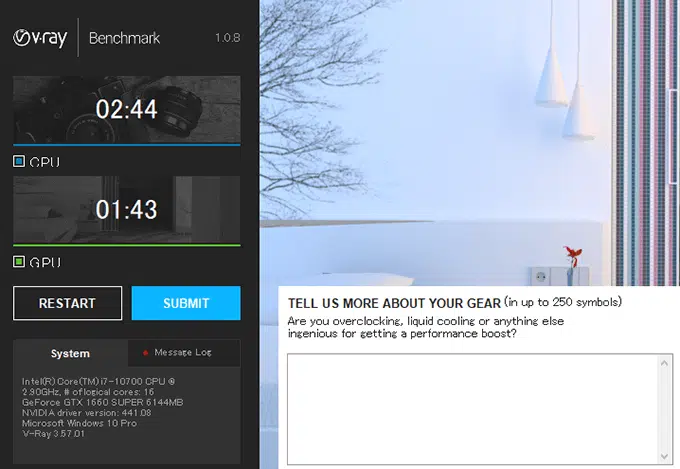 v·ray Benchmark 1.0.8
02:44
CPU
01:43
GPU
RESTART SUBMIT
System Message Log
Intel(R) Core(TM) i7-10700 CPU @
2.90GHz, # of logical cores: 16
GeForce GTX 1660 SUPER 6144MB
NVIDIA driver version: 441.08
Microsoft Windows 10 Pro
V-Ray 3.57.01
TELL US MORE ABOUT YOUR GEAR (in up to 250 symbols)
Are you overclocking, liquid cooling or anything else
ingenious for getting a performance boost?